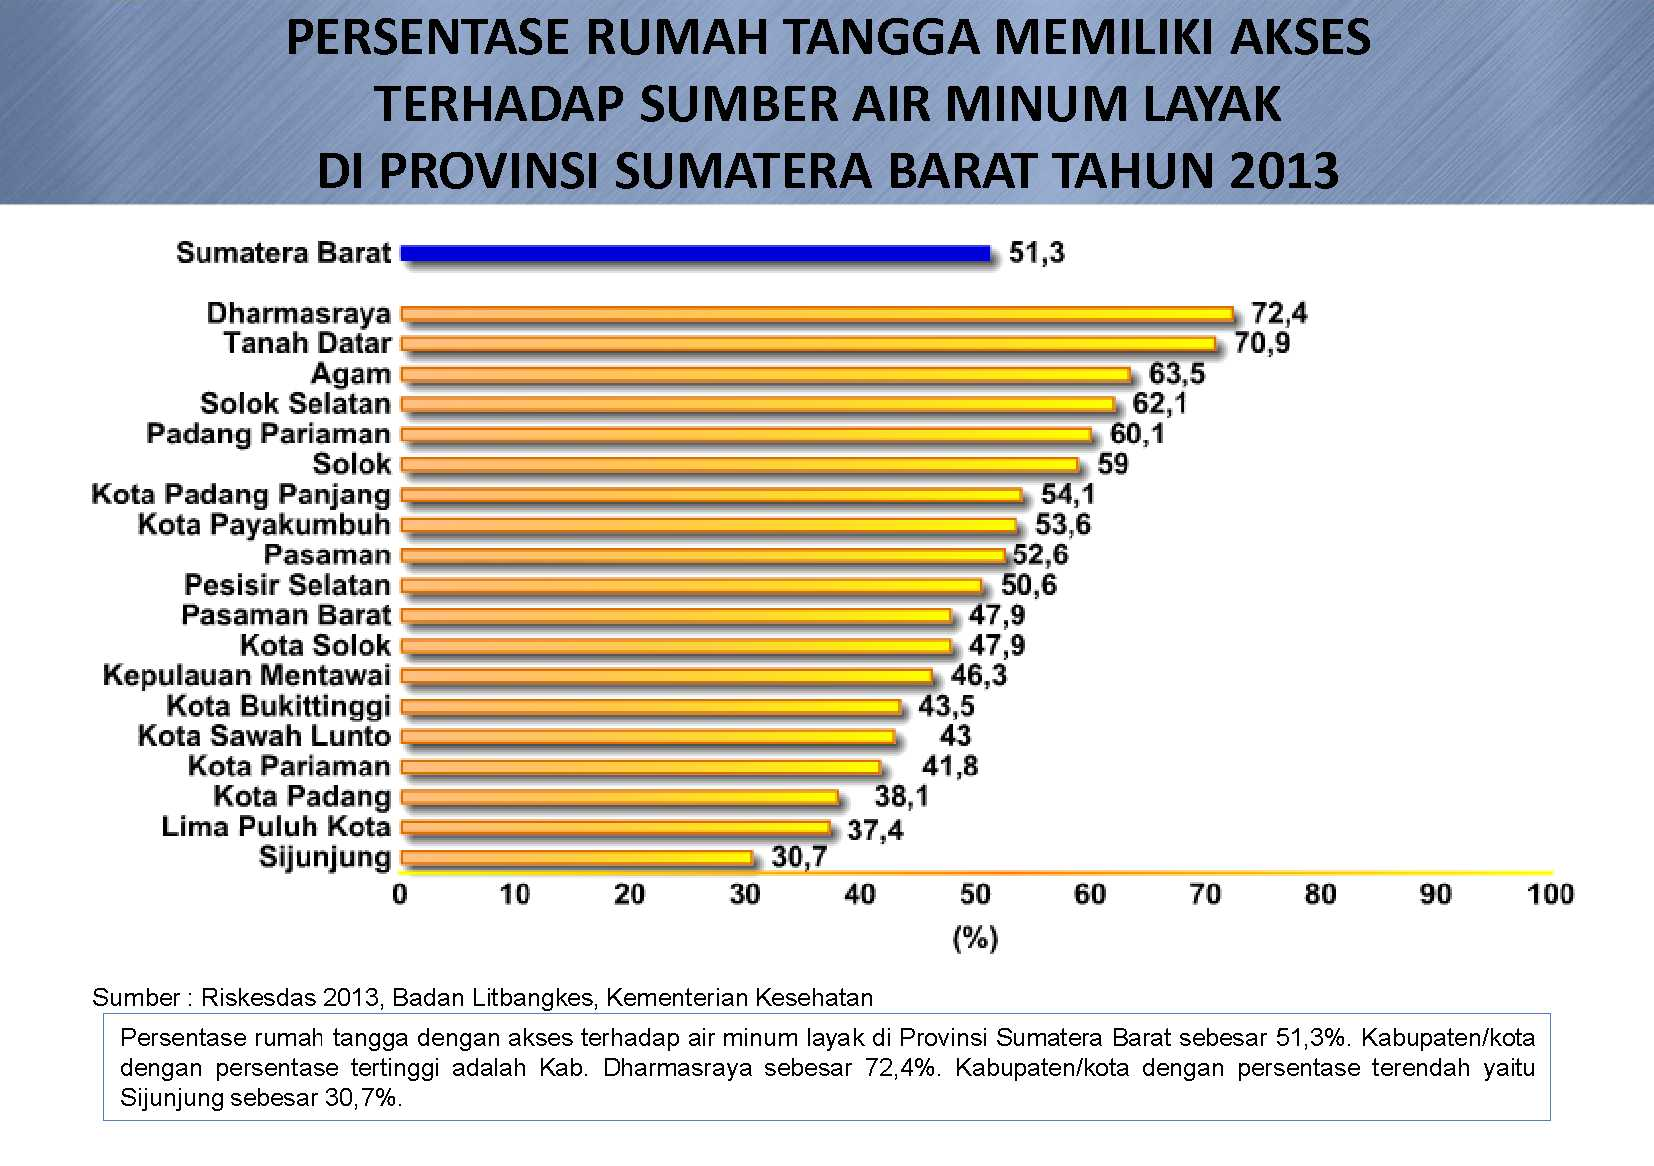 PERSENTASE RUMAH TANGGA MEMILIKI AKSES
TERHADAP SUMBER AIR MINUM LAYAK
DI PROVINSI SUMATERA BARAT TAHUN 2013
Sumatera Barat 51,3
Dharmasraya 72,4
Tanah Datar 70,9
Agam 63,5
Solok Selatan 62,1
Padang Pariaman 60,1
Solok 59
Kota Padang Panjang 54,1
Kota Payakumbuh 53,6
Pasaman 52,6
Pesisir Selatan 50,6
Pasaman Barat 47,9
Kota Solok 47,9
Kepulauan Mentawai 46,3
Kota Bukittinggi 43,5
Kota Sawah Lunto 43
Kota Pariaman 41,8
Kota Padang 38,1
Lima Puluh Kota 37,4
Sijunjung 30,7
0 10 20 30 40 50 60 70 80 90 100
(%)
Sumber : Riskesdas 2013, Badan Litbangkes, Kementerian Kesehatan
Persentase rumah tangga dengan akses terhadap air minum layak di Provinsi Sumatera Barat sebesar 51,3%. Kabupaten/kota
dengan persentase tertinggi adalah Kab. Dharmasraya sebesar 72,4%. Kabupaten/kota dengan persentase terendah yaitu
Sijunjung sebesar 30,7%.